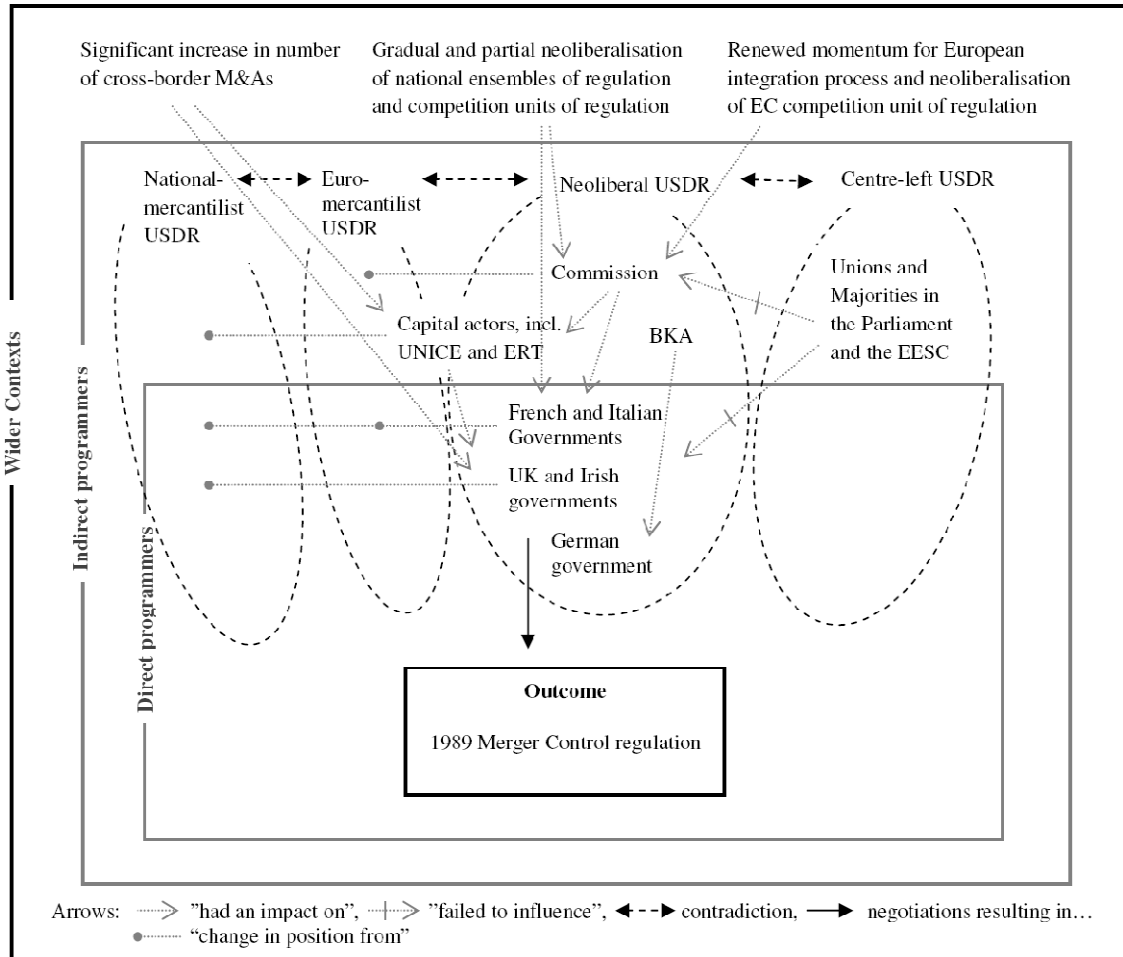 Significant increase in number
of cross-border M&As
Gradual and partial neoliberalisation
of national ensembles of regulation
and competition units of regulation
Renewed momentum for European
integration process and neoliberalisation
of EC competition unit of regulation
National-
mercantilist
USDR
Euro-
mercantilist
USDR
Neoliberal USDR
Centre-left USDR
Commission
Unions and
Majorities in
the Parliament
and the EESC
Capital actors, incl.
UNICE and ERT
BKA
French and Italian
Governments
UK and Irish
governments
German
government
Wider Contexts
Indirect programmers
Direct programmers
Outcome
1989 Merger Control regulation
Arrows: ”had an impact on”, ”failed to influence”, contradiction, negotiations resulting in…
“change in position from”